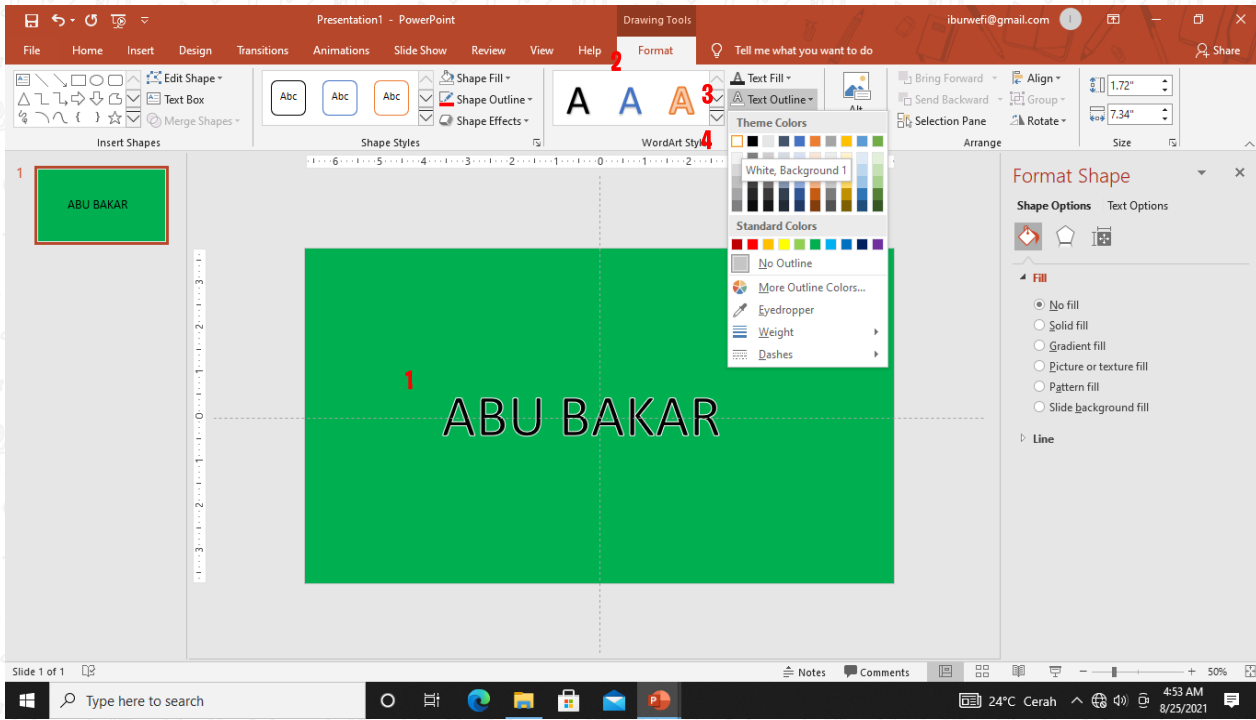 Presentation1 - PowerPoint
Drawing Tools
iburwefi@gmail.com
I
File Home Insert Design Transitions Animations Slide Show Review View Help Format Tell me what you want to do Share
2
Edit Shape
Text Box
Merge Shapes
Insert Shapes
Abc Abc Abc
Shape Fill
Shape Outline
Shape Effects
Shape Styles
A A A
3
4
Text Fill
Text Outline
Bring Forward
Send Backward
Selection Pane
Align
Group
Rotate
Arrange
1.72"
7.34"
Size
Theme Colors
White, Background 1
Standard Colors
No Outline
More Outline Colors...
Eyedropper
Weight
Dashes
1
ABU BAKAR
1
ABU BAKAR
Format Shape
Shape Options Text Options
Fill
No fill
Solid fill
Gradient fill
Picture or texture fill
Pattern fill
Slide background fill
Line
Slide 1 of 1
Notes Comments 50%
Type here to search
24°C Cerah
4:53 AM
8/25/2021